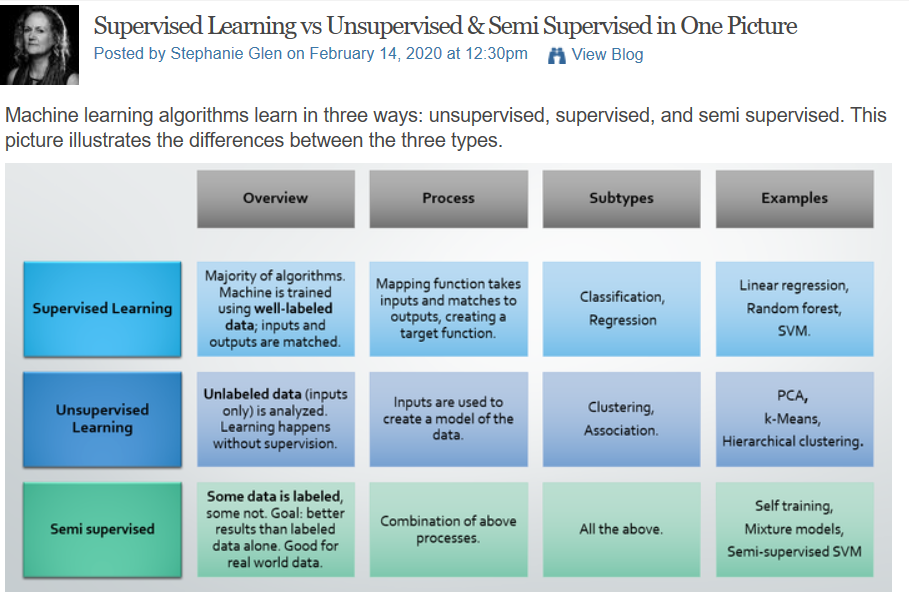 Supervised Learning vs Unsupervised & Semi Supervised in One Picture
Posted by Stephanie Glen on February 14, 2020 at 12:30pm View Blog
Machine learning algorithms learn in three ways: unsupervised, supervised, and semi supervised. This
picture illustrates the differences between the three types.
Overview
Process
Subtypes
Examples
Supervised Learning
Majority of algorithms.
Machine is trained
using well-labeled
data; inputs and
outputs are matched.
Mapping function takes
inputs and matches to
outputs, creating a
target function.
Classification,
Regression
Linear regression,
Random forest,
SVM.
Unsupervised
Learning
Unlabeled data (inputs
only) is analyzed.
Learning happens
without supervision.
Inputs are used to
create a model of the
data.
Clustering,
Association.
PCA,
k-Means,
Hierarchical clustering.
Semi supervised
Some data is labeled,
some not. Goal: better
results than labeled
data alone. Good for
real world data.
Combination of above
processes.
All the above.
Self training,
Mixture models,
Semi-supervised SVM